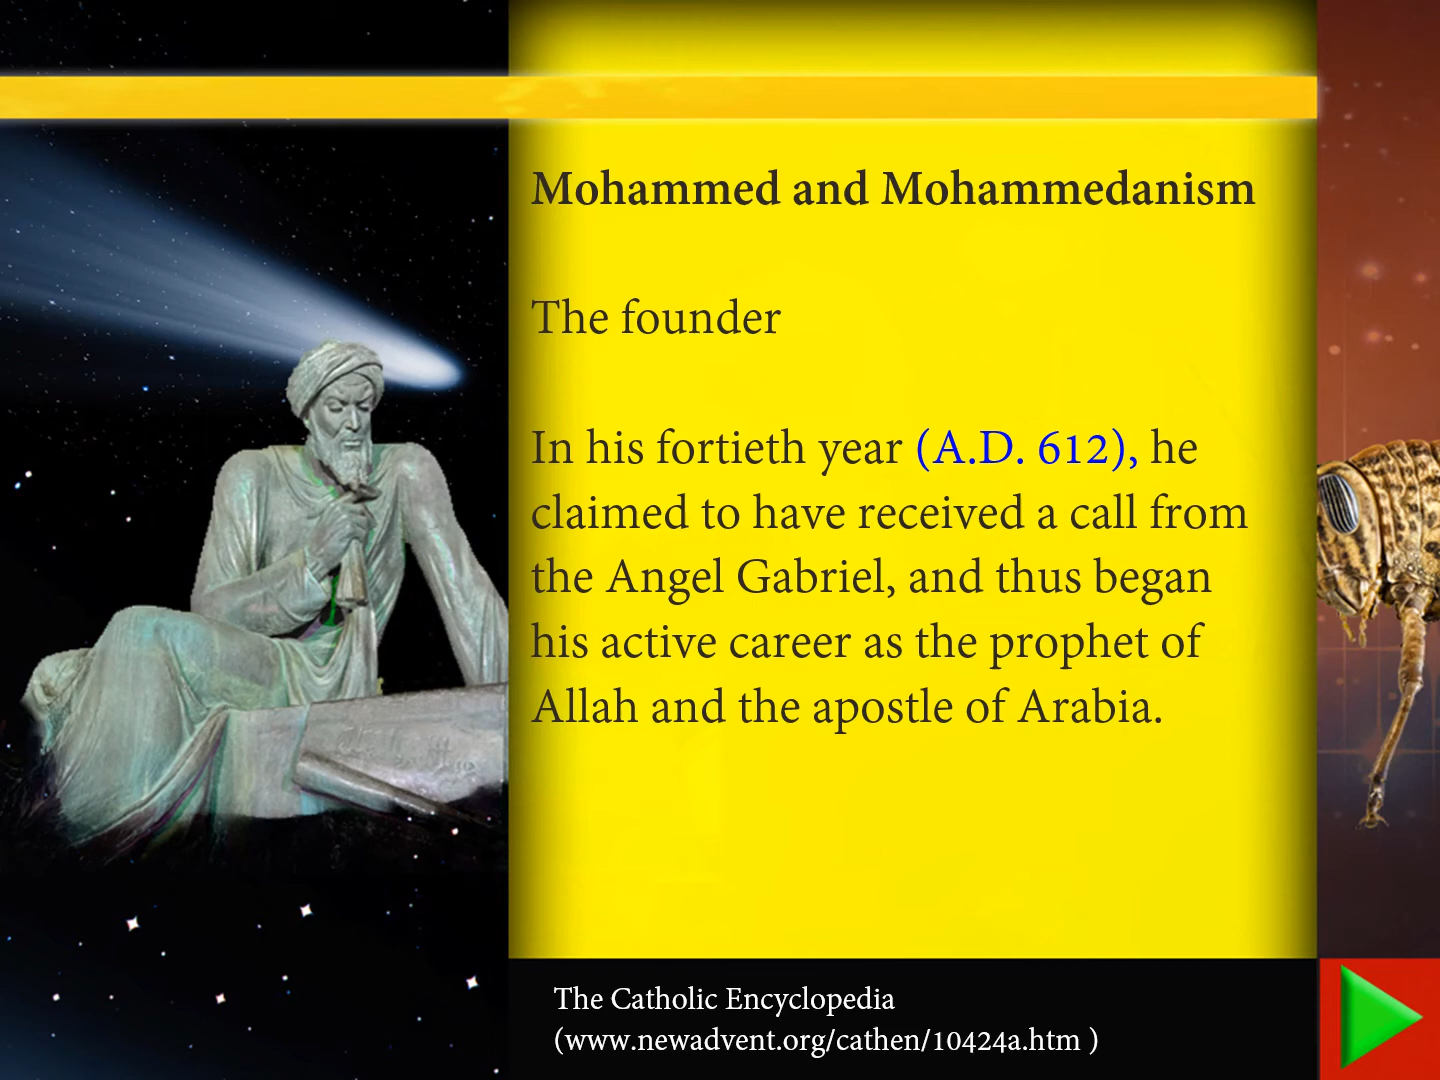 Mohammed and Mohammedanism
The founder
In his fortieth year (A.D. 612), he
claimed to have received a call from
the Angel Gabriel, and thus began
his active career as the prophet of
Allah and the apostle of Arabia.
The Catholic Encyclopedia
(www.newadvent.org/cathen/10424a.htm )